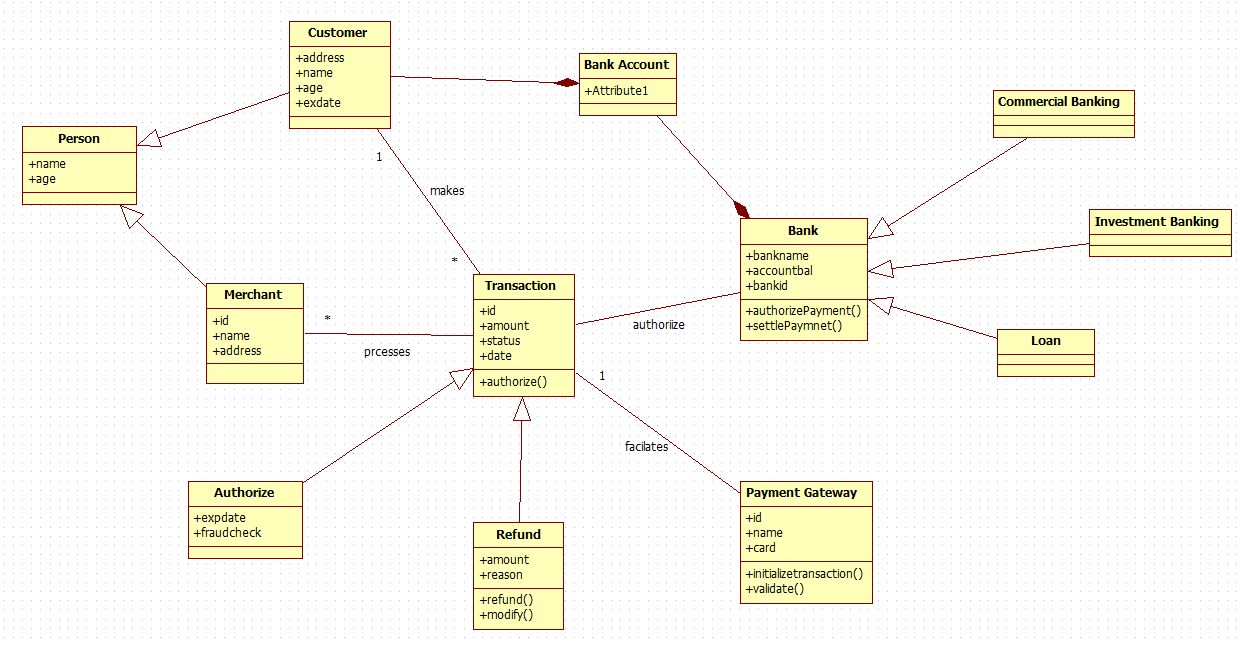 Customer
+address
+name
+age
+exdate
Bank Account
+Attribute1
Commercial Banking
Person
+name
+age
1
makes
*
Investment Banking
Bank
+bankname
+accountbal
+bankid
+authorizePayment()
+settlePaymnet()
Merchant
+id
+name
+address
*
prcesses
Transaction
+id
+amount
+status
+date
+authorize()
authoriize
Loan
1
facilates
Authorize
+expdate
+fraudcheck
Refund
+amount
+reason
+refund()
+modify()
Payment Gateway
+id
+name
+card
+initializetransaction()
+validate()